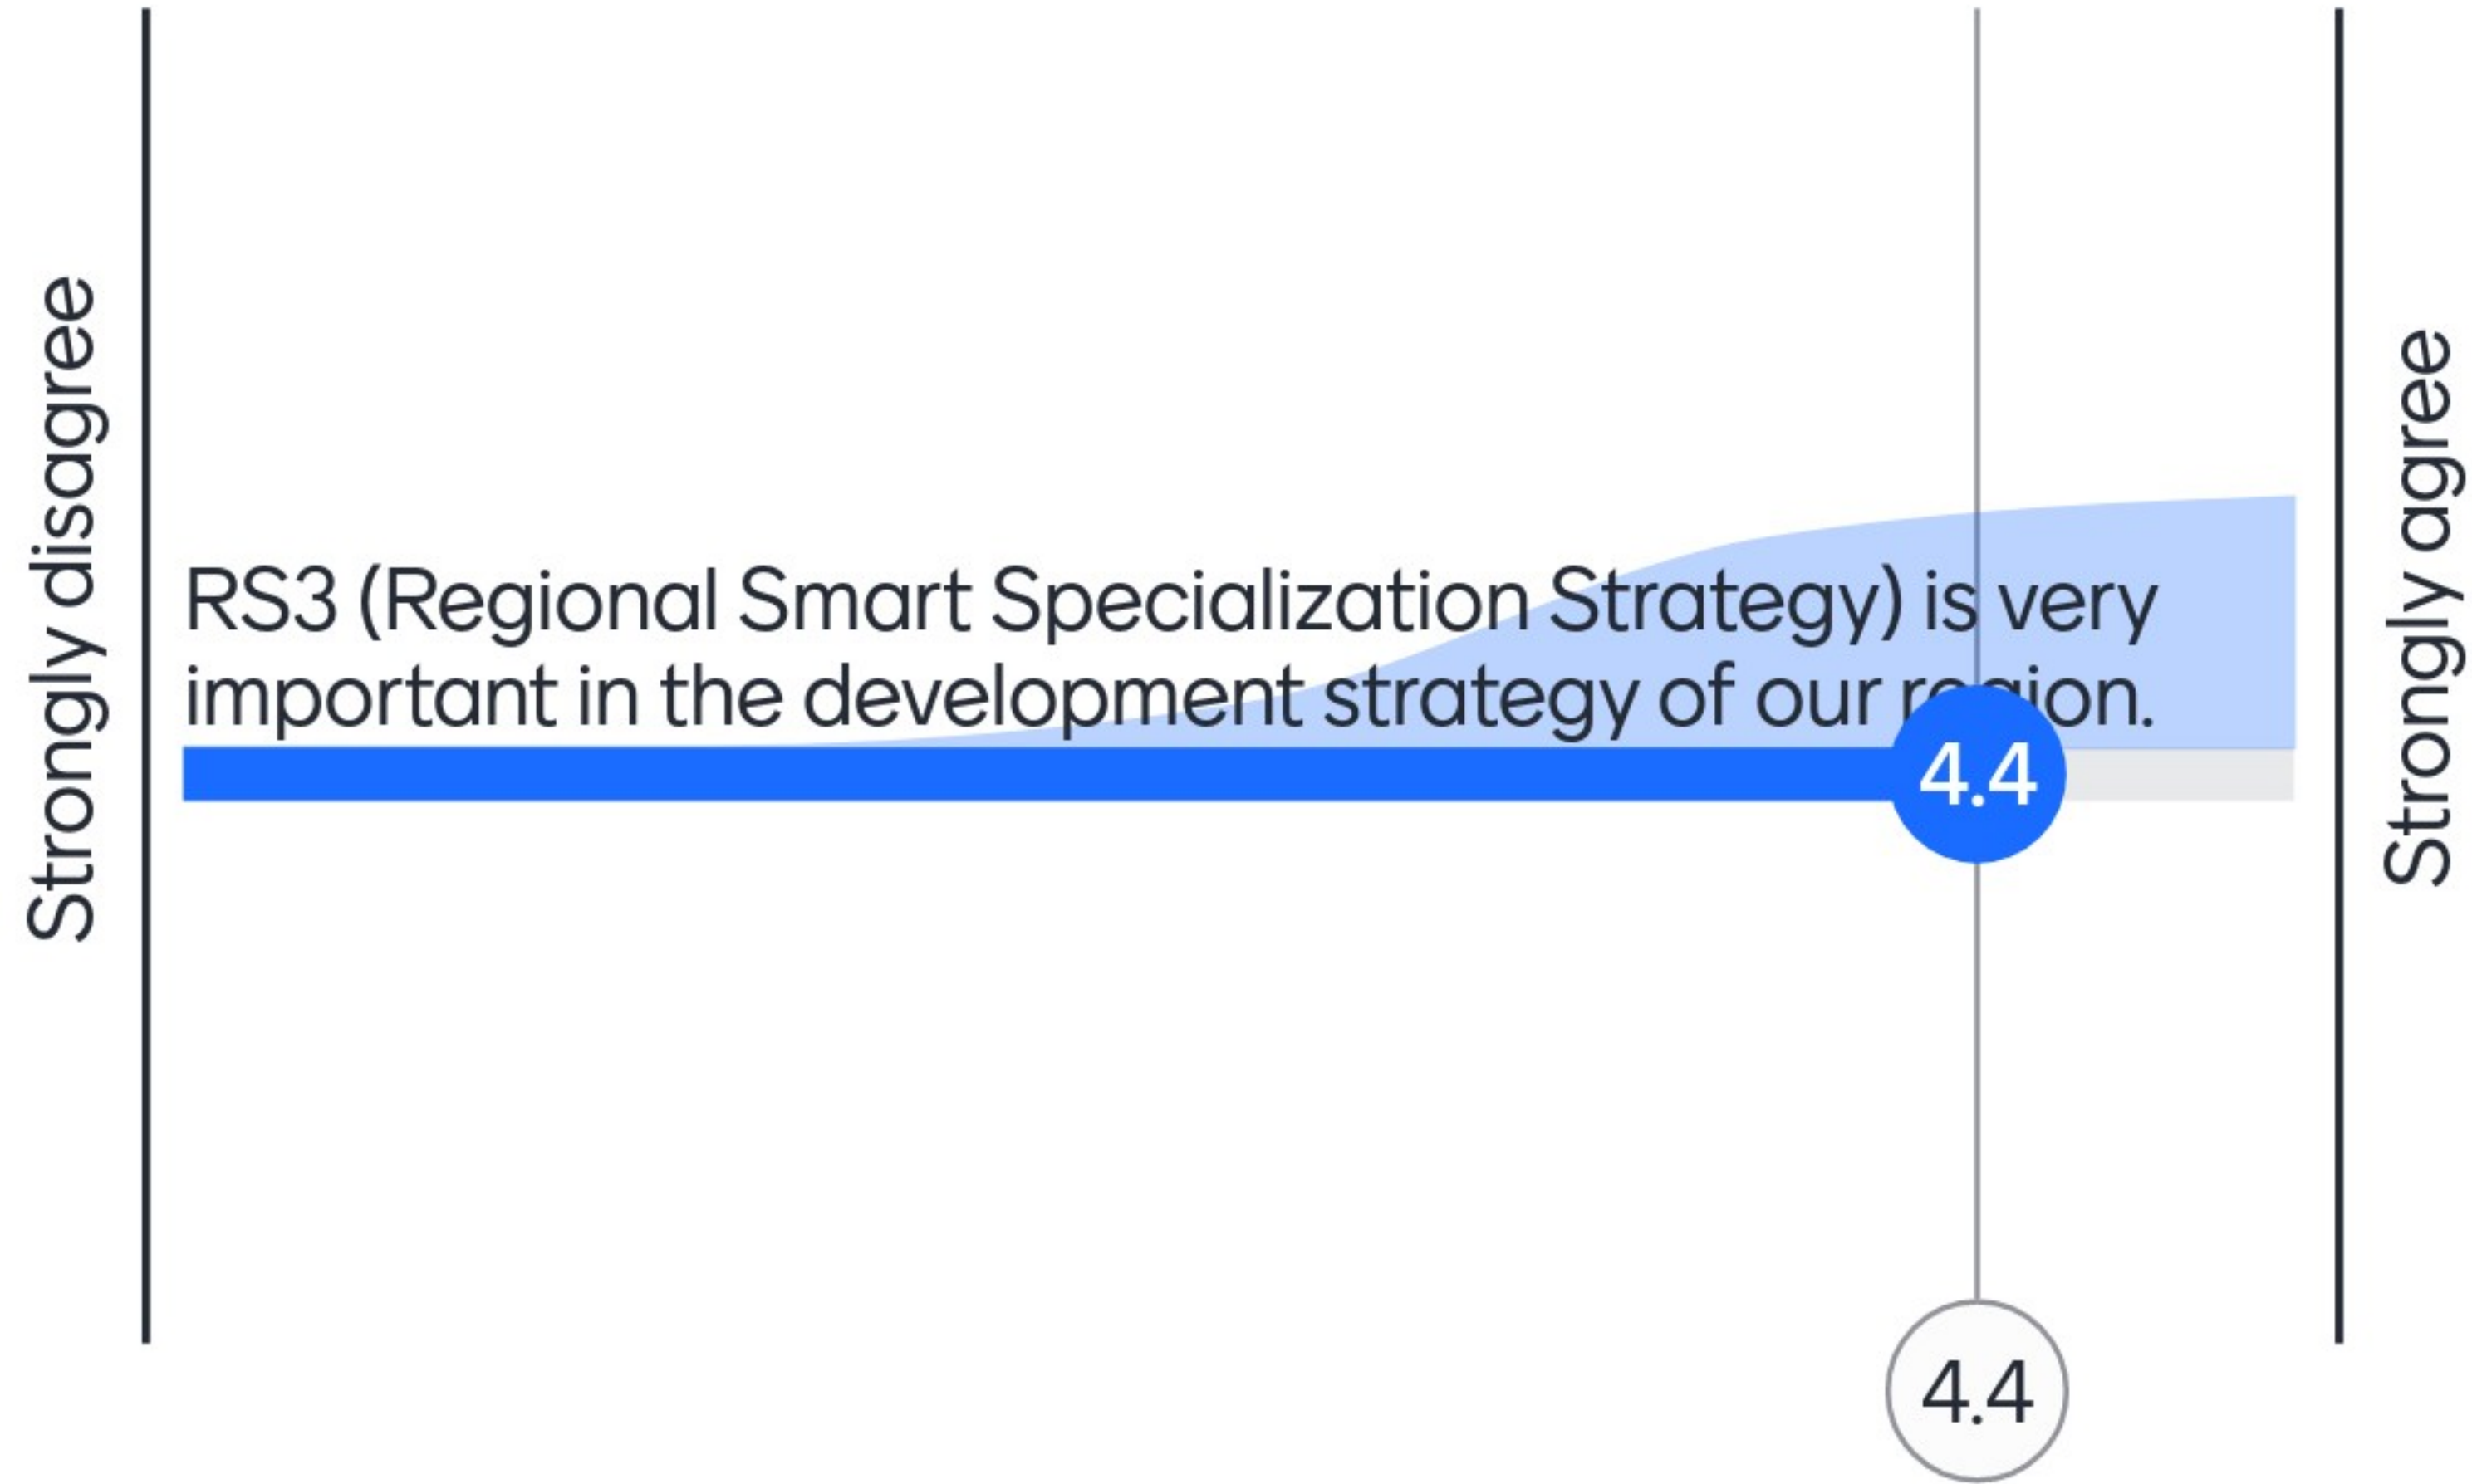 Strongly disagree
RS3 (Regional Smart Specialization Strategy) is very
important in the development strategy of our region.
4.4
Strongly agree
4.4